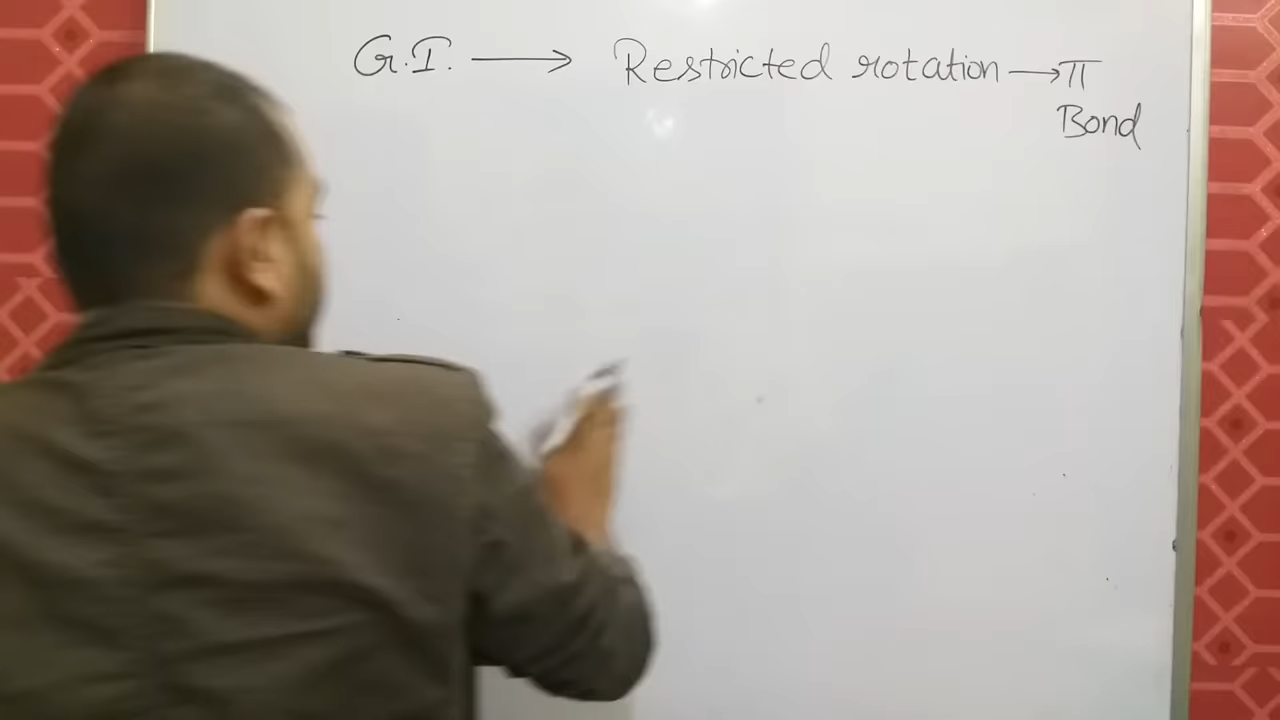 G.I. ⟶ Restricted rotation ⟶ π
Bond